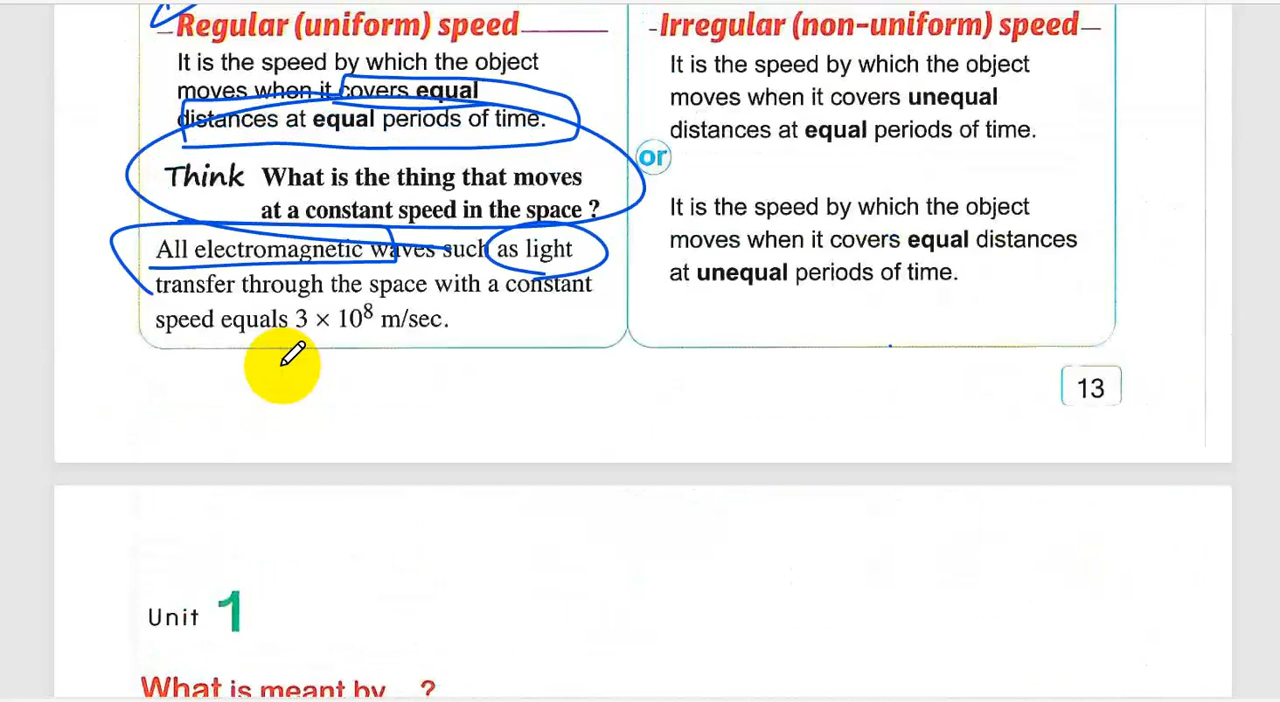 Regular (uniform) speed
It is the speed by which the object
moves when it covers equal
distances at equal periods of time.
Think What is the thing that moves
at a constant speed in the space ?
All electromagnetic waves such as light
transfer through the space with a constant
speed equals 3 × 10⁸ m/sec.
or
Irregular (non-uniform) speed
It is the speed by which the object
moves when it covers unequal
distances at equal periods of time.
It is the speed by which the object
moves when it covers equal distances
at unequal periods of time.
13
Unit 1
What is meant by ...?